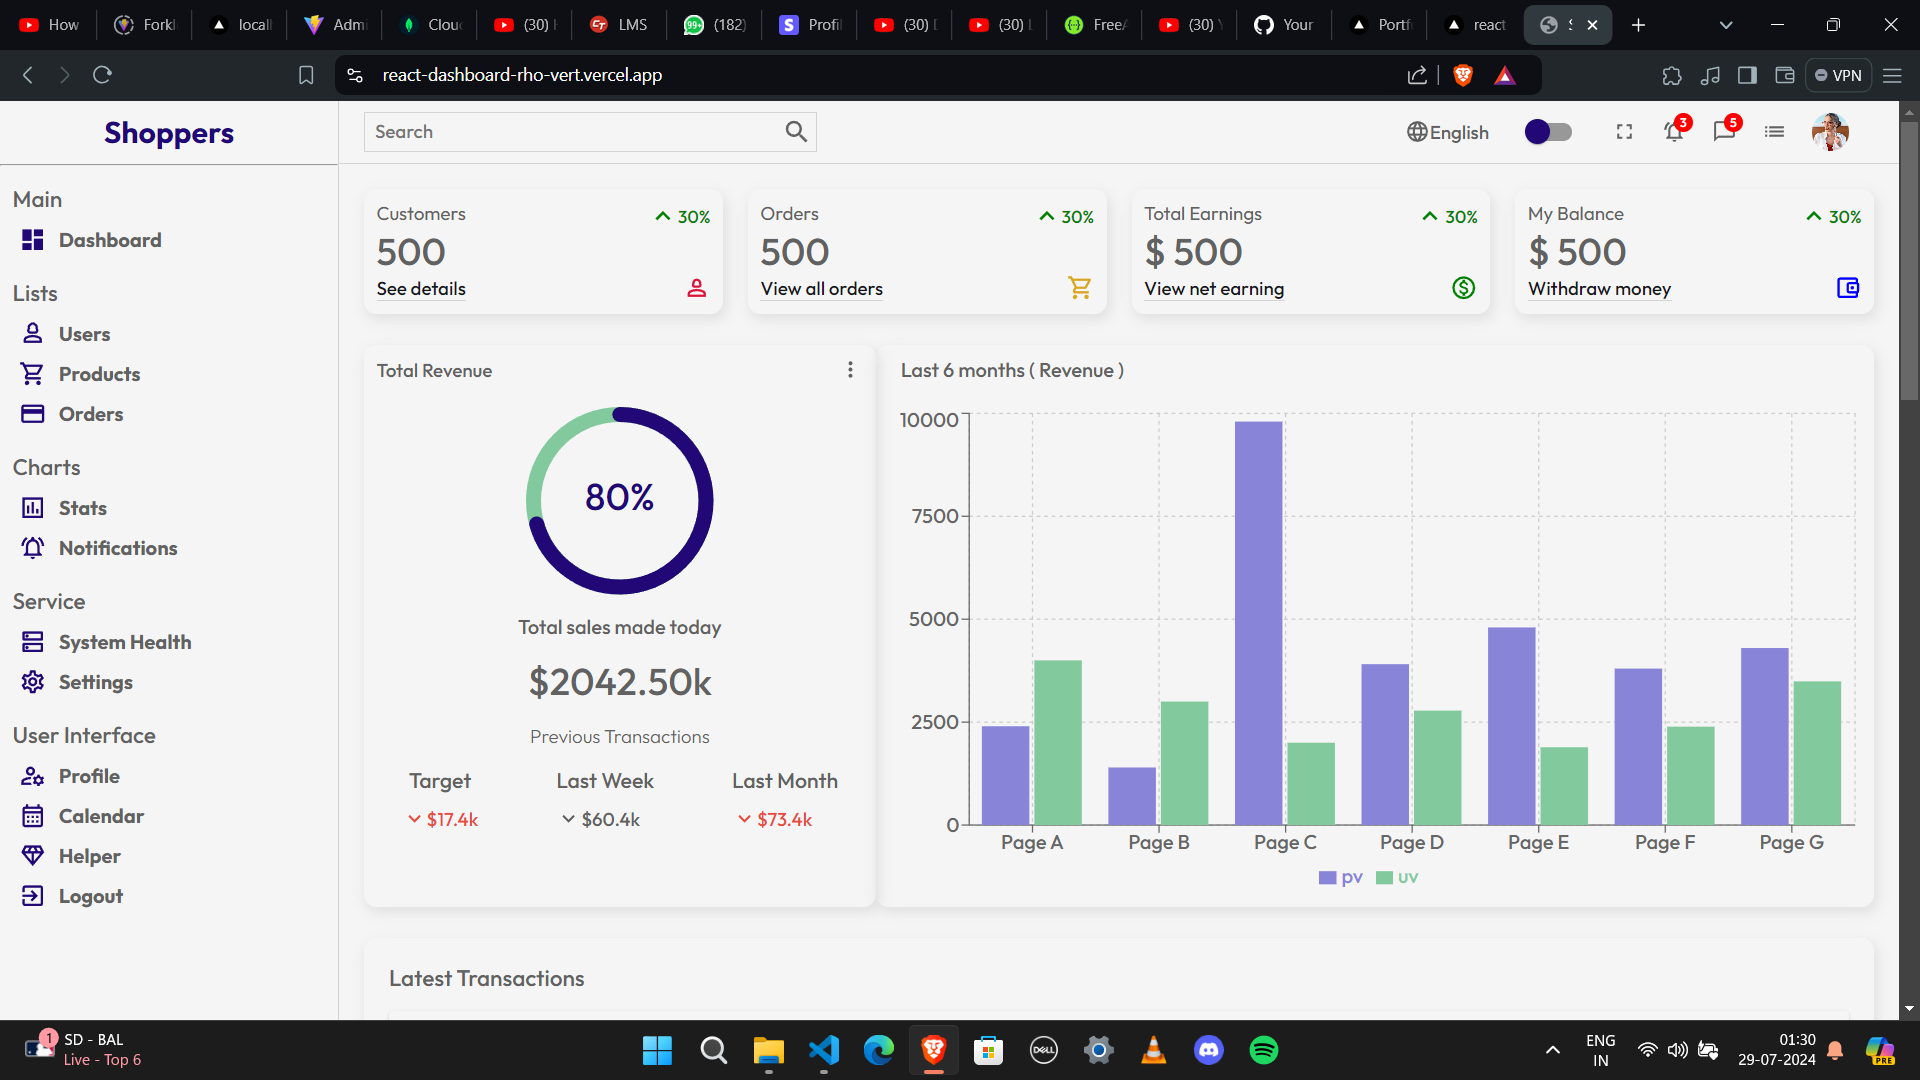 How
Forkl
locall
Admi
Cloud
(30) H
LMS
99+
(182)
S
Profil
(30) D
(30) L
FreeA
(30) Y
Your
Portfo
react
react-dashboard-rho-vert.vercel.app
VPN
Shoppers
Search
English
3
5
Main
Dashboard
Lists
Users
Products
Orders
Charts
Stats
Notifications
Service
System Health
Settings
User Interface
Profile
Calendar
Helper
Logout
Customers
30%
500
See details
Orders
30%
500
View all orders
Total Earnings
30%
$ 500
View net earning
My Balance
30%
$ 500
Withdraw money
Total Revenue
80%
Total sales made today
$2042.50k
Previous Transactions
Target
Last Week
Last Month
$17.4k
$60.4k
$73.4k
Last 6 months ( Revenue )
10000
7500
5000
2500
0
Page A
Page B
Page C
Page D
Page E
Page F
Page G
pv
uv
Latest Transactions
1
SD - BAL
Live - Top 6
DELL
ENG
IN
01:30
29-07-2024
PRE